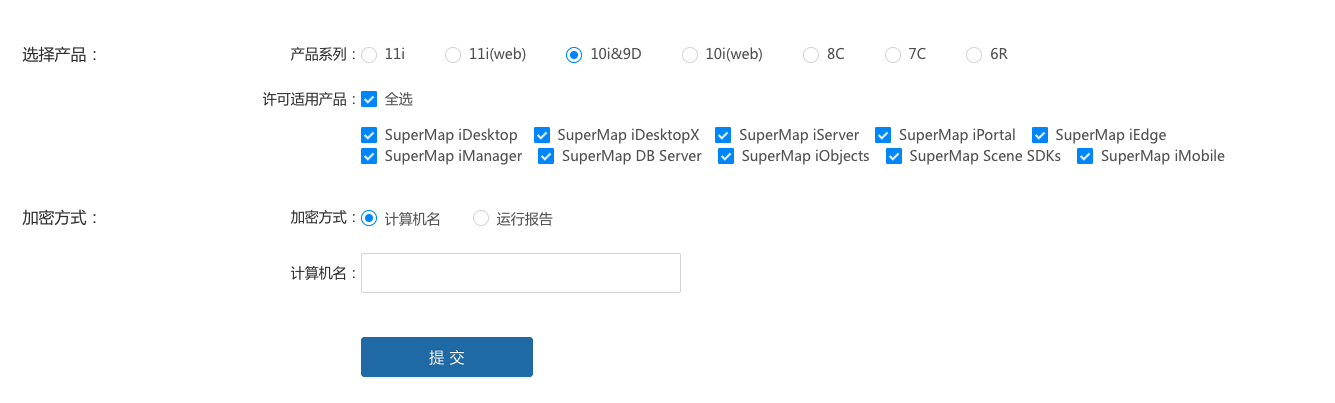 选择产品： 产品系列： 11i 11i(web) 10i&9D 10i(web) 8C 7C 6R
许可适用产品： 全选
SuperMap iDesktop SuperMap iDesktopX SuperMap iServer SuperMap iPortal SuperMap iEdge
SuperMap iManager SuperMap DB Server SuperMap iObjects SuperMap Scene SDKs SuperMap iMobile
加密方式： 加密方式： 计算机名 运行报告
计算机名：
提 交